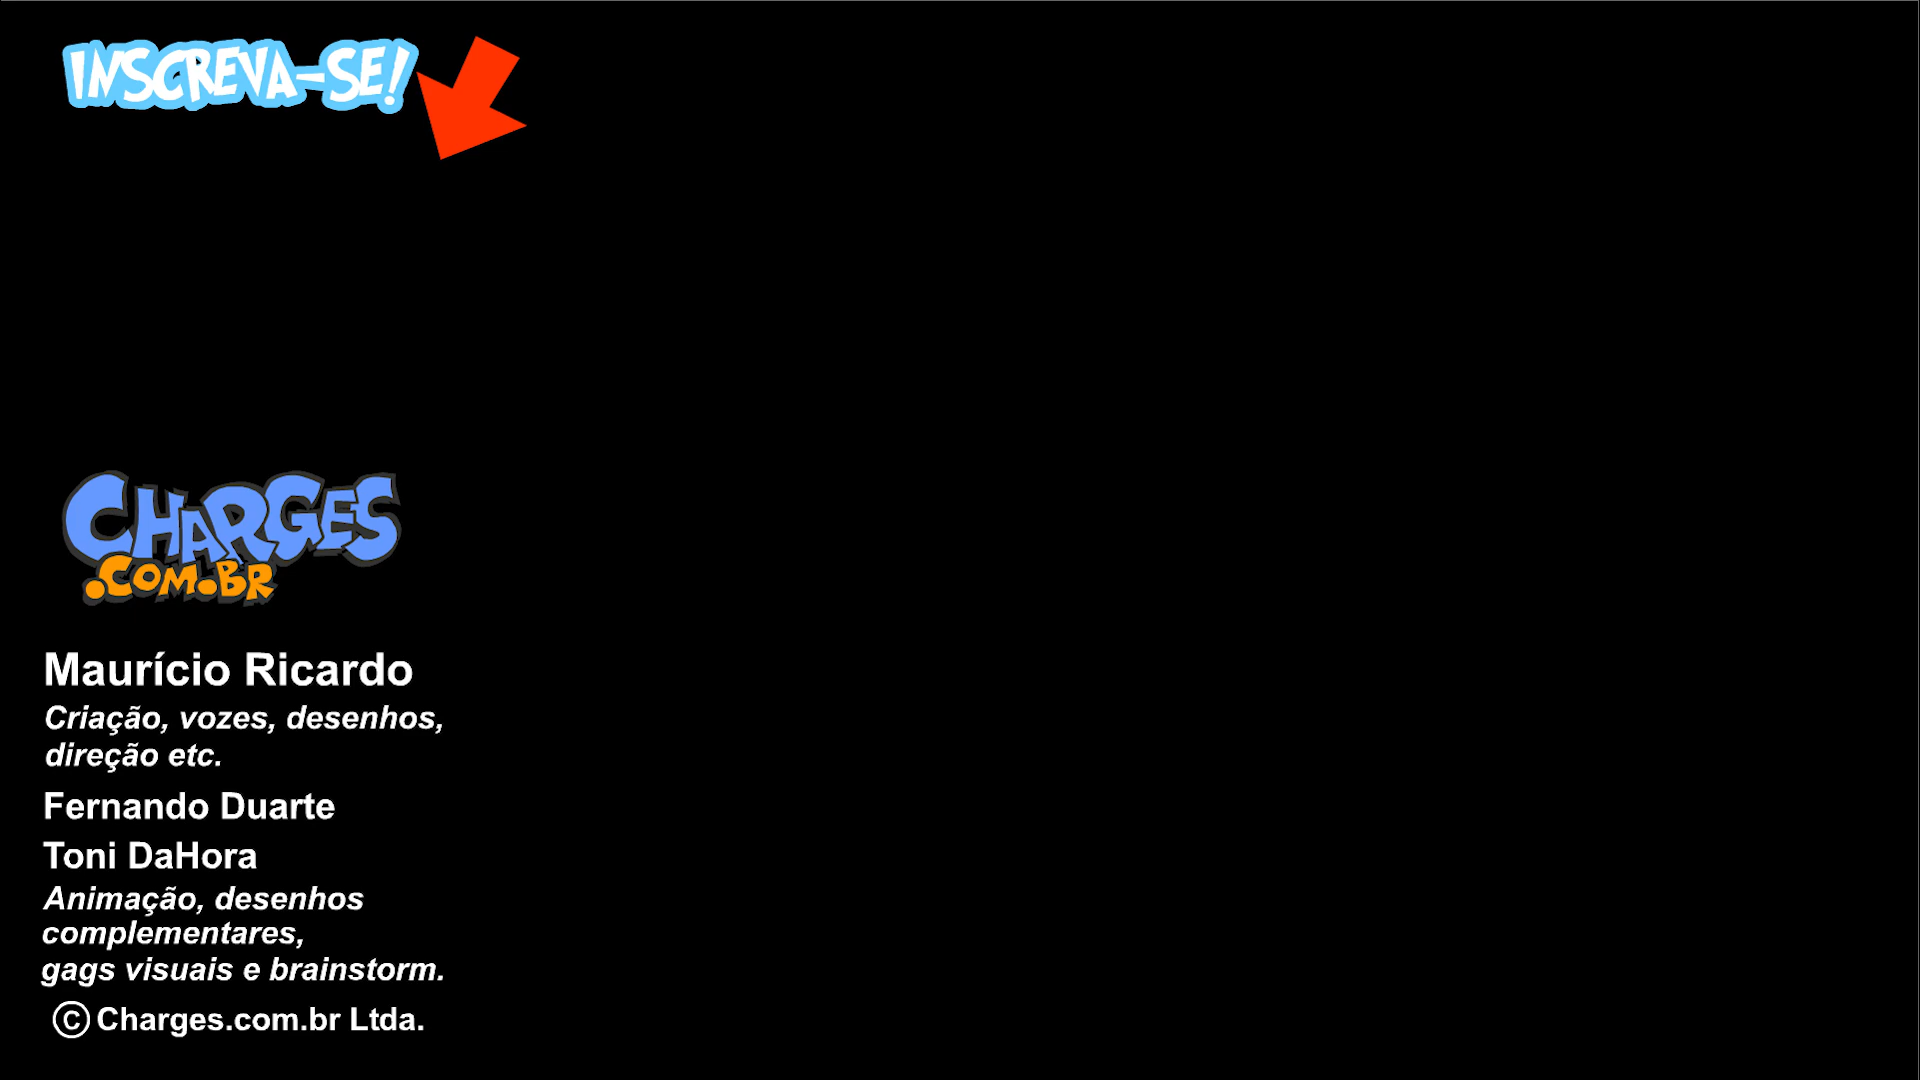 INSCREVA-SE!
CHARGES
.COM.BR
Maurício Ricardo
Criação, vozes, desenhos,
direção etc.
Fernando Duarte
Toni DaHora
Animação, desenhos
complementares,
gags visuais e brainstorm.
© Charges.com.br Ltda.